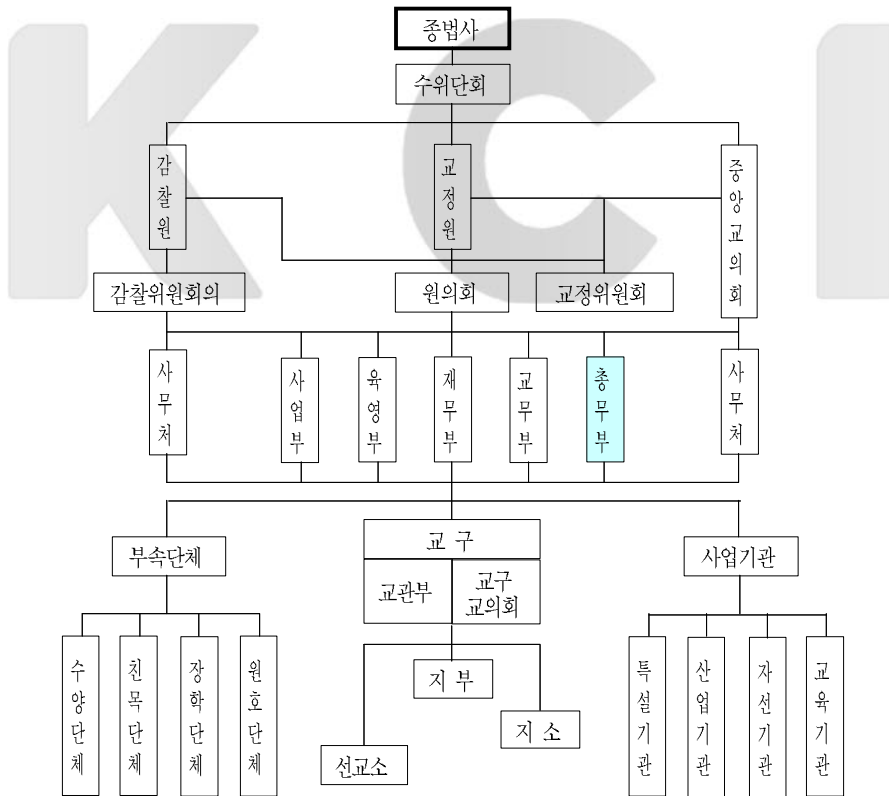 종법사
수위단회
감찰원
교정원
중앙교의회
감찰위원회의
원의회
교정위원회
사무처
사업부
육영부
재무부
교무부
총무부
사무처
부속단체
교 구
사업기관
교관부
교구
교의회
수양단체
친목단체
장학단체
원호단체
지 부
지 소
선교소
특설기관
산업기관
자선기관
교육기관
KCI